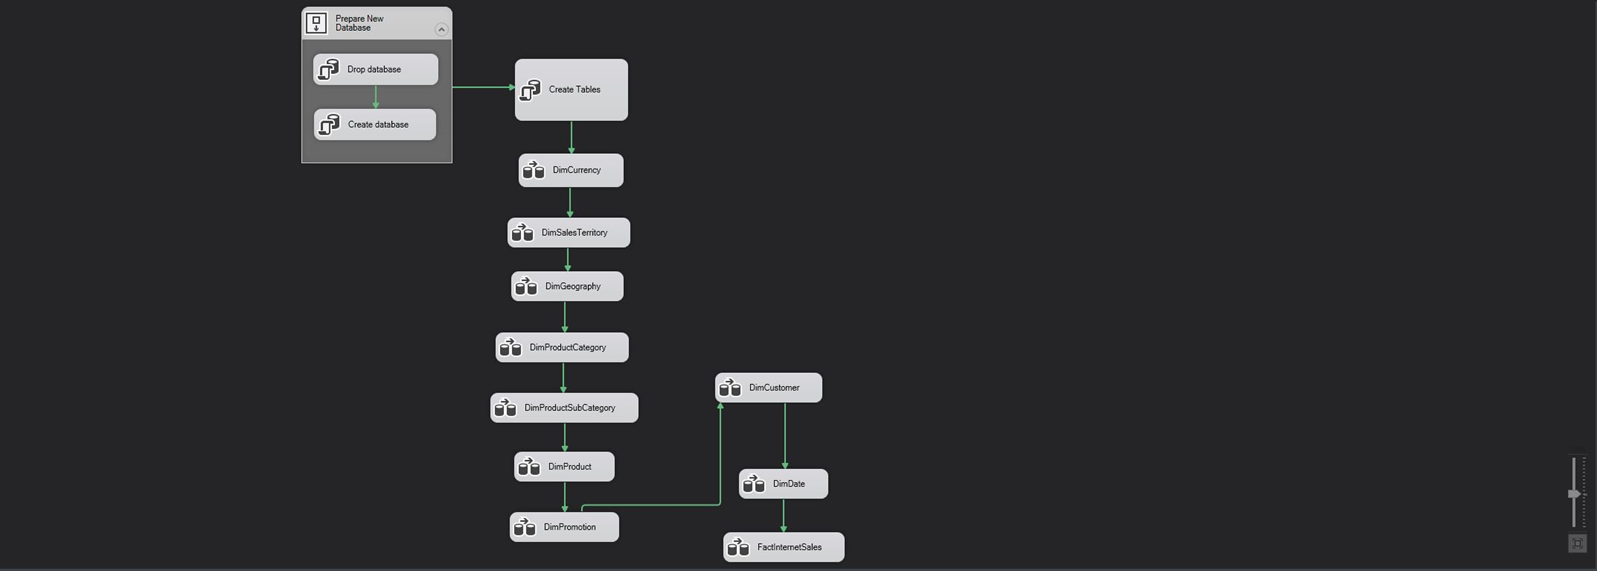 Prepare New
Database
Drop database
Create database
Create Tables
DimCurrency
DimSalesTerritory
DimGeography
DimProductCategory
DimProductSubCategory
DimProduct
DimPromotion
DimCustomer
DimDate
FactInternetSales